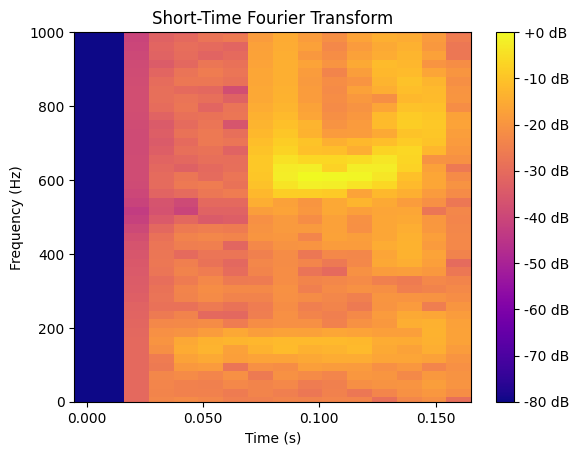 Short-Time Fourier Transform
1000
800
600
400
200
0
Frequency (Hz)
0.000
0.050
0.100
0.150
Time (s)
+0 dB
-10 dB
-20 dB
-30 dB
-40 dB
-50 dB
-60 dB
-70 dB
-80 dB